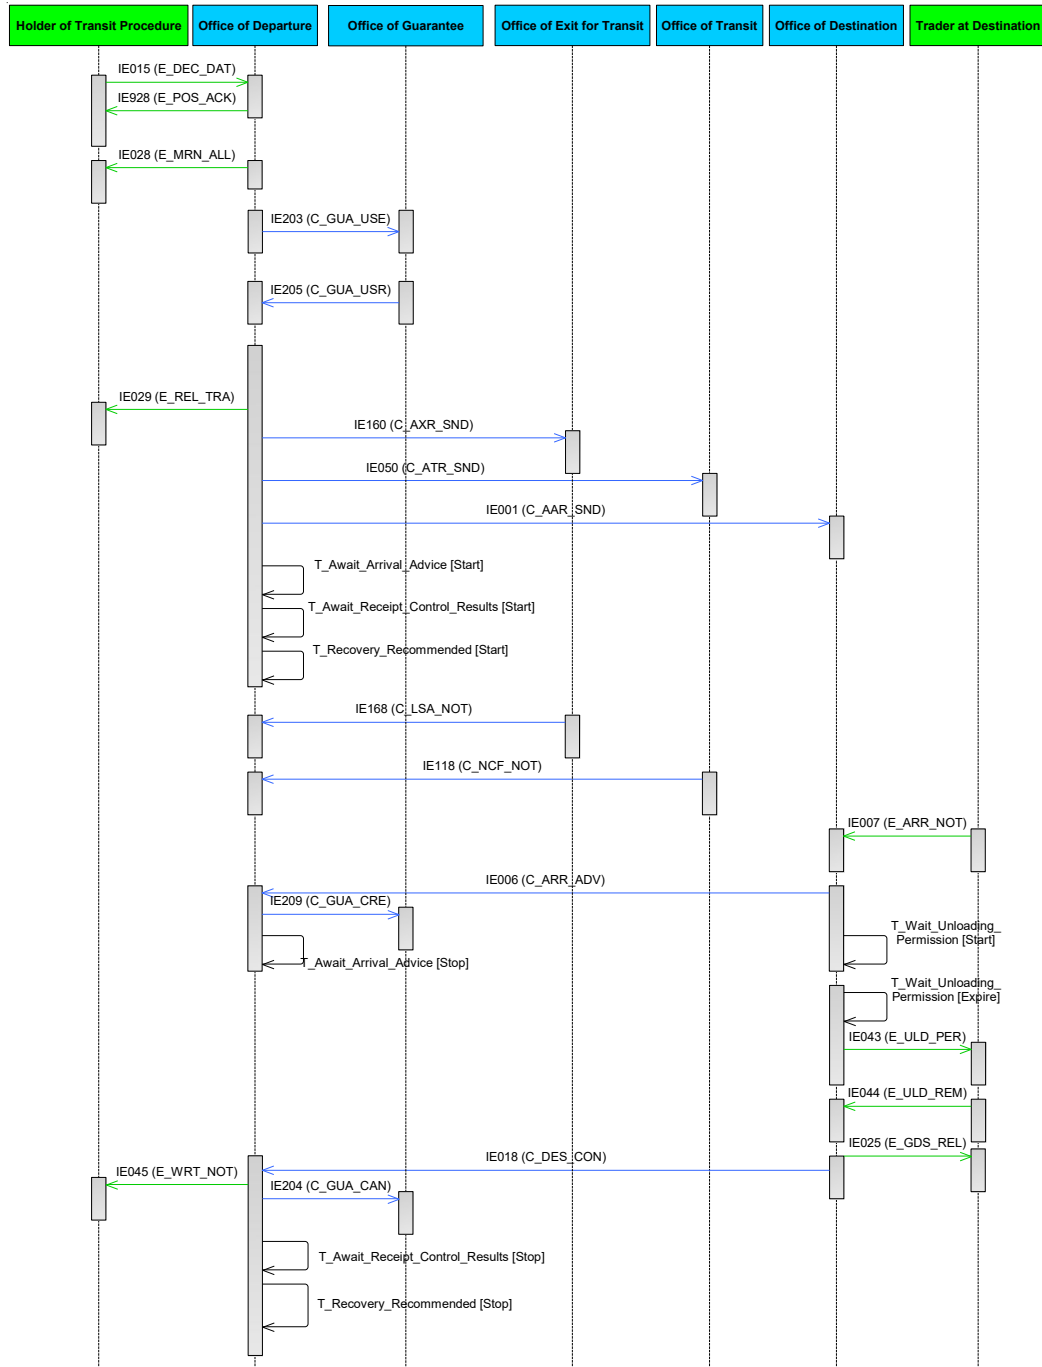 Holder of Transit Procedure
Office of Departure
Office of Guarantee
Office of Exit for Transit
Office of Transit
Office of Destination
Trader at Destination
IE015 (E_DEC_DAT)
IE928 (E_POS_ACK)
IE028 (E_MRN_ALL)
IE203 (C_GUA_USE)
IE205 (C_GUA_USR)
IE029 (E_REL_TRA)
IE160 (C_AXR_SND)
IE050 (C_ATR_SND)
IE001 (C_AAR_SND)
T_Await_Arrival_Advice [Start]
T_Await_Receipt_Control_Results [Start]
T_Recovery_Recommended [Start]
IE168 (C_LSA_NOT)
IE118 (C_NCF_NOT)
IE007 (E_ARR_NOT)
IE006 (C_ARR_ADV)
IE209 (C_GUA_CRE)
T_Wait_Unloading_
Permission [Start]
T_Await_Arrival_Advice [Stop]
T_Wait_Unloading_
Permission [Expire]
IE043 (E_ULD_PER)
IE044 (E_ULD_REM)
IE025 (E_GDS_REL)
IE018 (C_DES_CON)
IE045 (E_WRT_NOT)
IE204 (C_GUA_CAN)
T_Await_Receipt_Control_Results [Stop]
T_Recovery_Recommended [Stop]